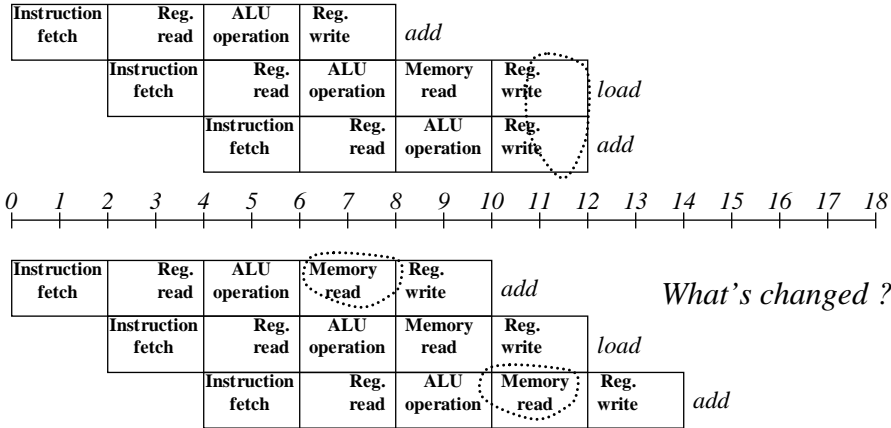 Instruction Reg. ALU Reg.
fetch read operation write add
Instruction Reg. ALU Memory Reg.
fetch read operation read write load
Instruction Reg. ALU Reg.
fetch read operation write add
0 1 2 3 4 5 6 7 8 9 10 11 12 13 14 15 16 17 18
Instruction Reg. ALU Memory Reg.
fetch read operation read write add
What's changed ?
Instruction Reg. ALU Memory Reg.
fetch read operation read write load
Instruction Reg. ALU Memory Reg.
fetch read operation read write add